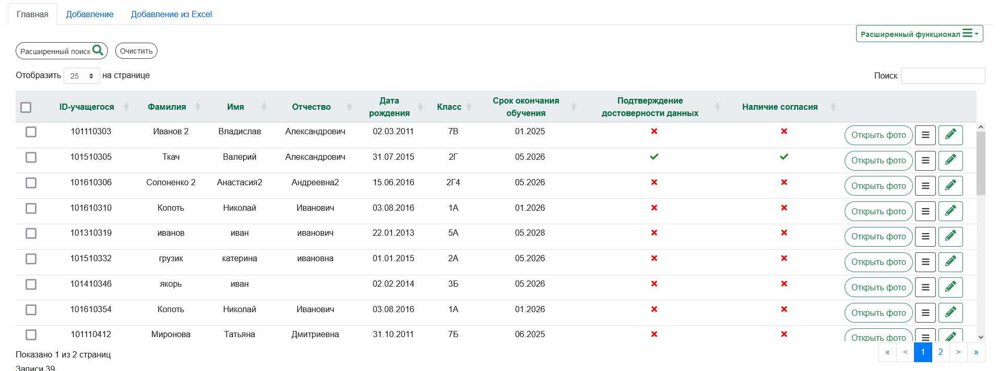 Главная Добавление Добавление из Excel
Расширенный функционал
Расширенный поиск Очистить
Отобразить 25 на странице Поиск
ID-учащегося Фамилия Имя Отчество Дата рождения Класс Срок окончания обучения Подтверждение достоверности данных Наличие согласия
101110303 Иванов 2 Владислав Александрович 02.03.2011 7В 01.2025 Открыть фото
101510305 Ткач Валерий Александрович 31.07.2015 2Г 05.2026 Открыть фото
101610306 Солоненко 2 Анастасия2 Андреевна2 15.06.2016 2Г4 05.2026 Открыть фото
101610310 Копоть Николай Иванович 03.08.2016 1А 01.2026 Открыть фото
101310319 иванов иван иванович 22.01.2013 5А 05.2028 Открыть фото
101510332 грузик катерина ивановна 01.01.2015 2А 05.2026 Открыть фото
101410346 якорь иван 02.02.2014 3Б 05.2026 Открыть фото
101610354 Копоть Николай Иванович 03.08.2016 1А 01.2026 Открыть фото
101110412 Миронова Татьяна Дмитриевна 31.10.2011 7Б 06.2025 Открыть фото
Показано 1 из 2 страниц « < 1 2 > »
Записи 39